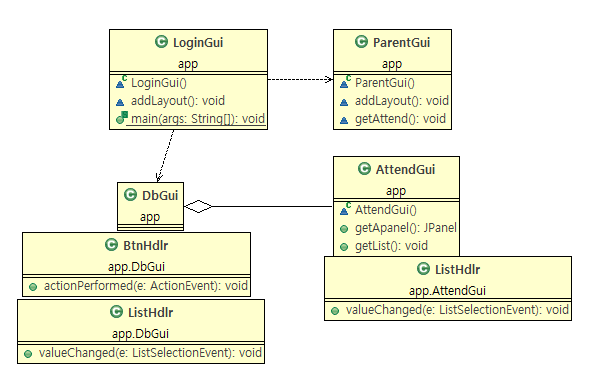 LoginGui
app
LoginGui()
addLayout(): void
main(args: String[]): void
ParentGui
app
ParentGui()
addLayout(): void
getAttend(): void
DbGui
app
AttendGui
app
AttendGui()
getApanel(): JPanel
getList(): void
BtnHdlr
app.DbGui
actionPerformed(e: ActionEvent): void
ListHdlr
app.AttendGui
valueChanged(e: ListSelectionEvent): void
ListHdlr
app.DbGui
valueChanged(e: ListSelectionEvent): void